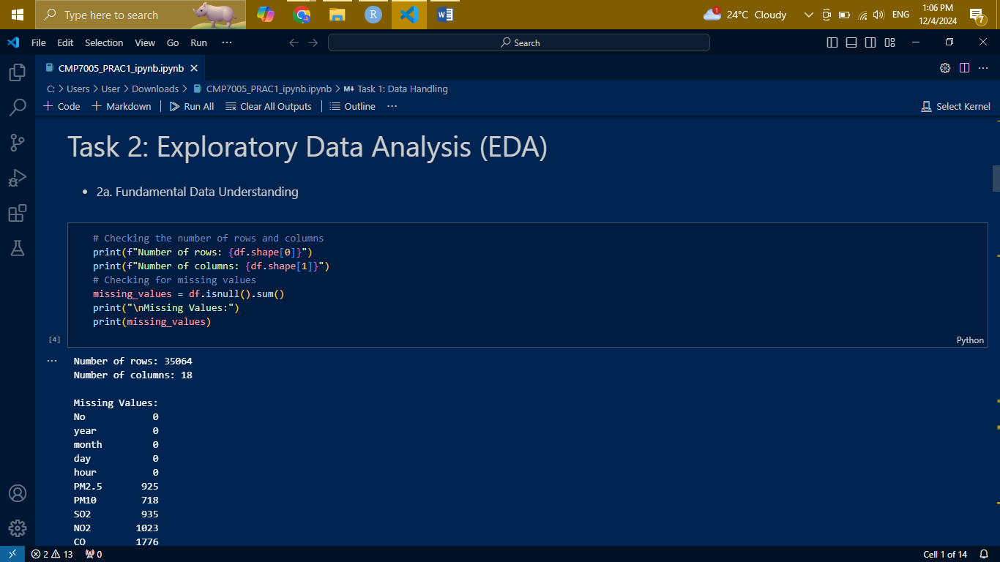 Type here to search
24°C Cloudy
1
ENG
1:06 PM
12/4/2024
7
File Edit Selection View Go Run ···
Search
CMP7005_PRAC1_ipynb.ipynb
C: > Users > User > Downloads > CMP7005_PRAC1_ipynb.ipynb > M↓ Task 1: Data Handling
+ Code + Markdown Run All Clear All Outputs Outline ··· Select Kernel
Task 2: Exploratory Data Analysis (EDA)
• 2a. Fundamental Data Understanding
# Checking the number of rows and columns
print(f"Number of rows: {df.shape[0]}")
print(f"Number of columns: {df.shape[1]}")
# Checking for missing values
missing_values = df.isnull().sum()
print("\nMissing Values:")
print(missing_values)
[4]
Python
Number of rows: 35064
Number of columns: 18
Missing Values:
No 0
year 0
month 0
day 0
hour 0
PM2.5 925
PM10 718
SO2 935
NO2 1023
CO 1776
2 13 0
Cell 1 of 14